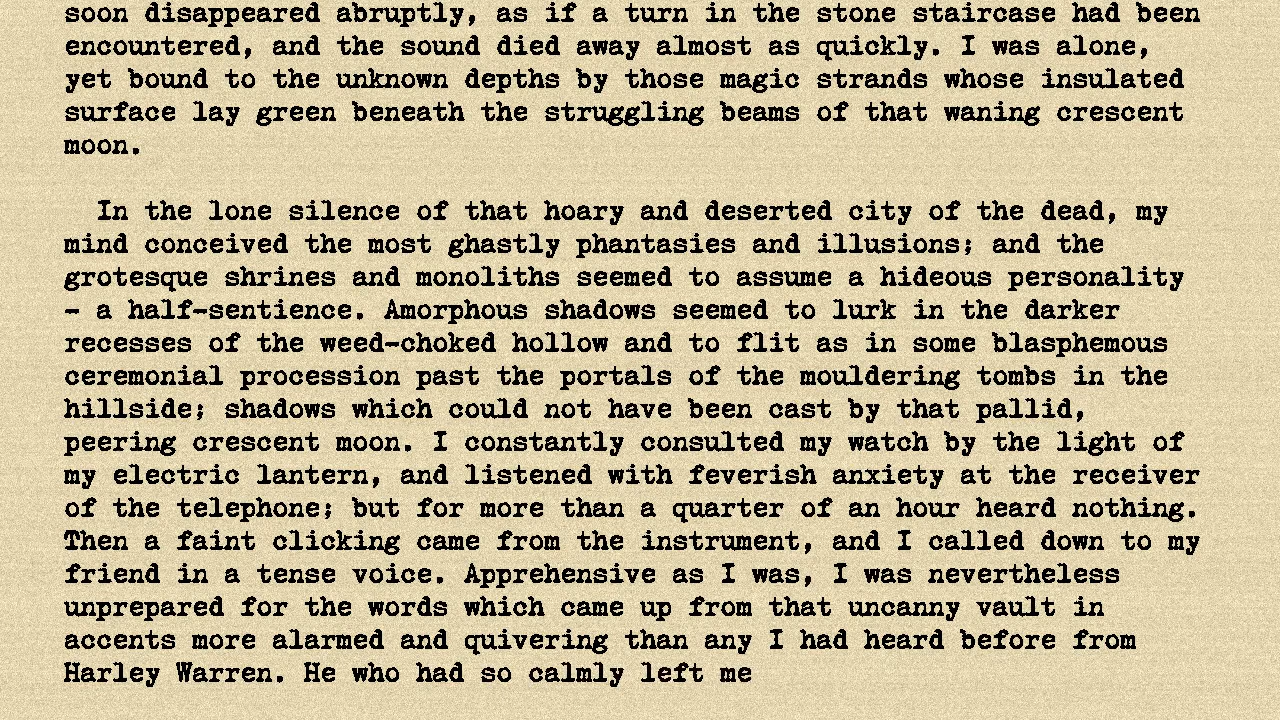 soon disappeared abruptly, as if a turn in the stone staircase had been
encountered, and the sound died away almost as quickly. I was alone,
yet bound to the unknown depths by those magic strands whose insulated
surface lay green beneath the struggling beams of that waning crescent
moon.
In the lone silence of that hoary and deserted city of the dead, my
mind conceived the most ghastly phantasies and illusions; and the
grotesque shrines and monoliths seemed to assume a hideous personality
– a half-sentience. Amorphous shadows seemed to lurk in the darker
recesses of the weed-choked hollow and to flit as in some blasphemous
ceremonial procession past the portals of the mouldering tombs in the
hillside; shadows which could not have been cast by that pallid,
peering crescent moon. I constantly consulted my watch by the light of
my electric lantern, and listened with feverish anxiety at the receiver
of the telephone; but for more than a quarter of an hour heard nothing.
Then a faint clicking came from the instrument, and I called down to my
friend in a tense voice. Apprehensive as I was, I was nevertheless
unprepared for the words which came up from that uncanny vault in
accents more alarmed and quivering than any I had heard before from
Harley Warren. He who had so calmly left me